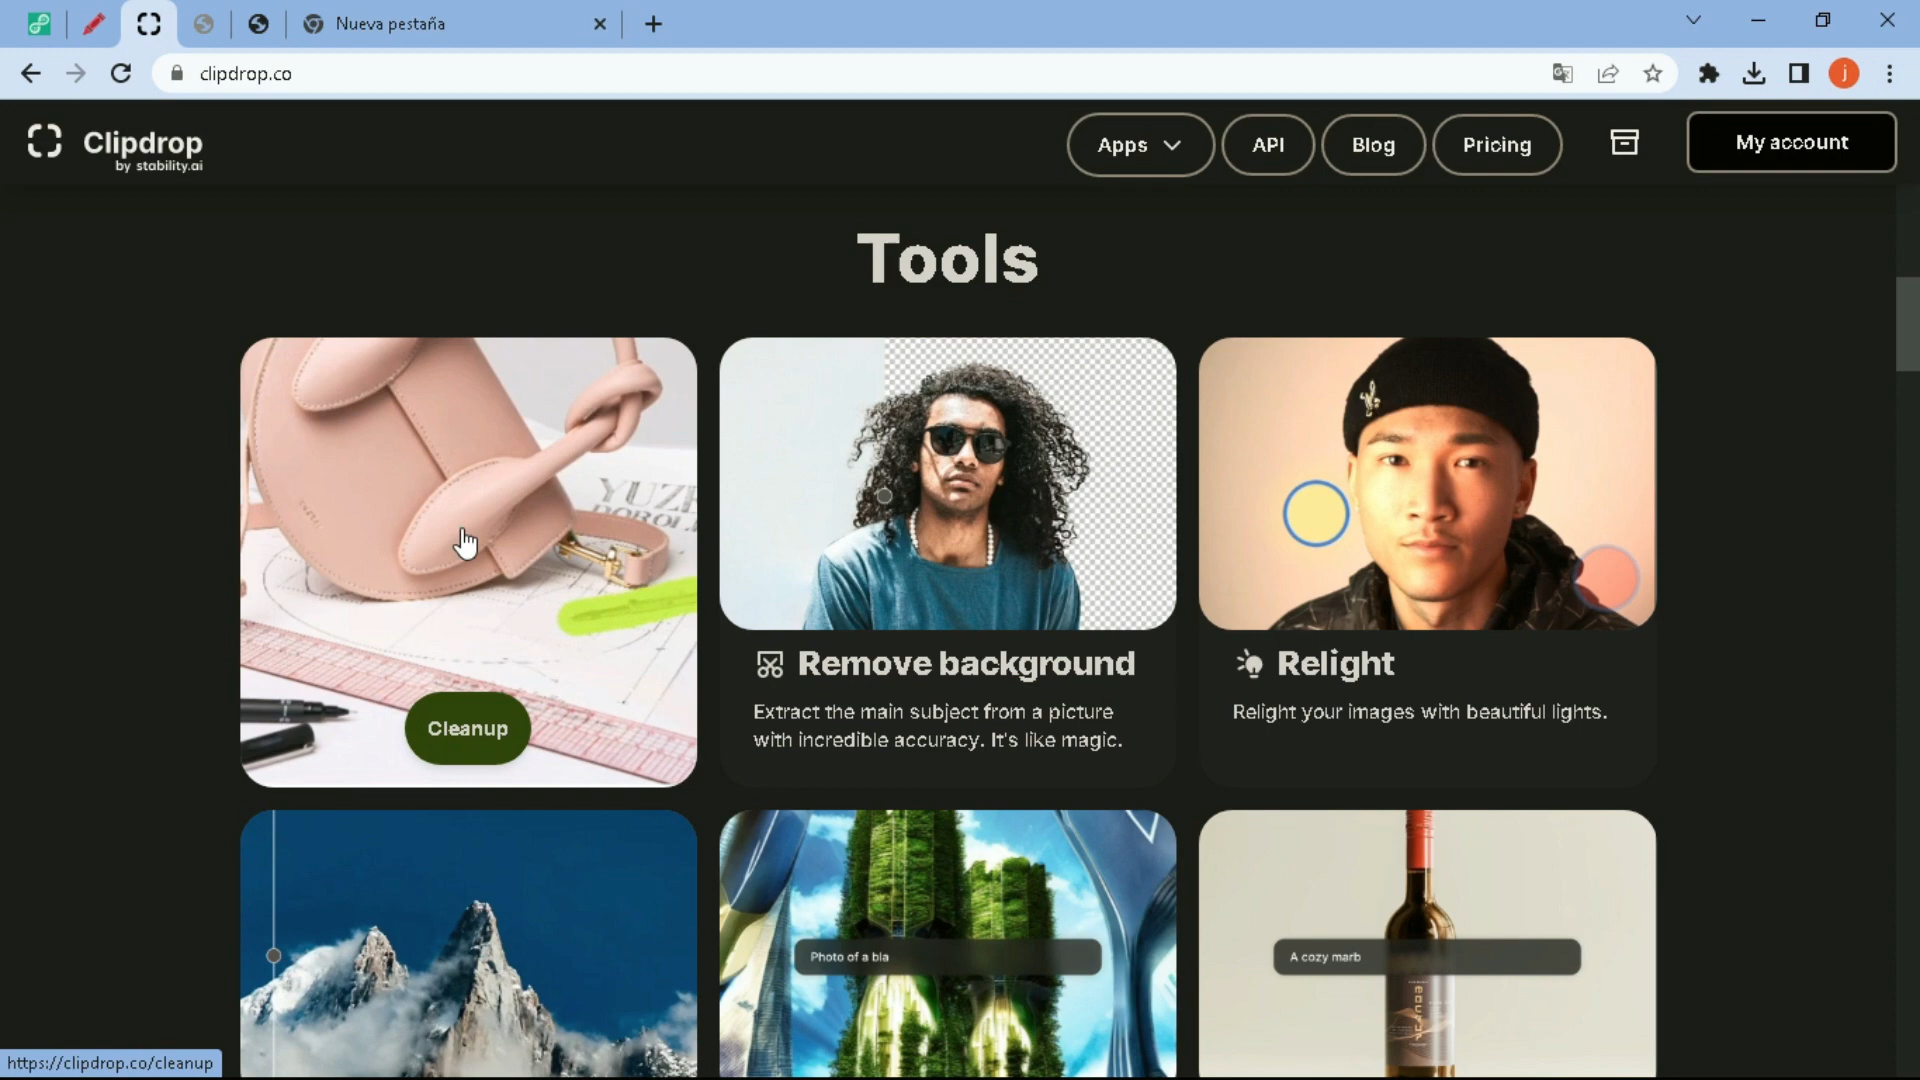 Nueva pestaña
clipdrop.co
j
Clipdrop
by stability.ai
Apps
API
Blog
Pricing
My account
Tools
Cleanup
Remove background
Extract the main subject from a picture
with incredible accuracy. It's like magic.
Relight
Relight your images with beautiful lights.
Photo of a bla
A cozy marb
https://clipdrop.co/cleanup